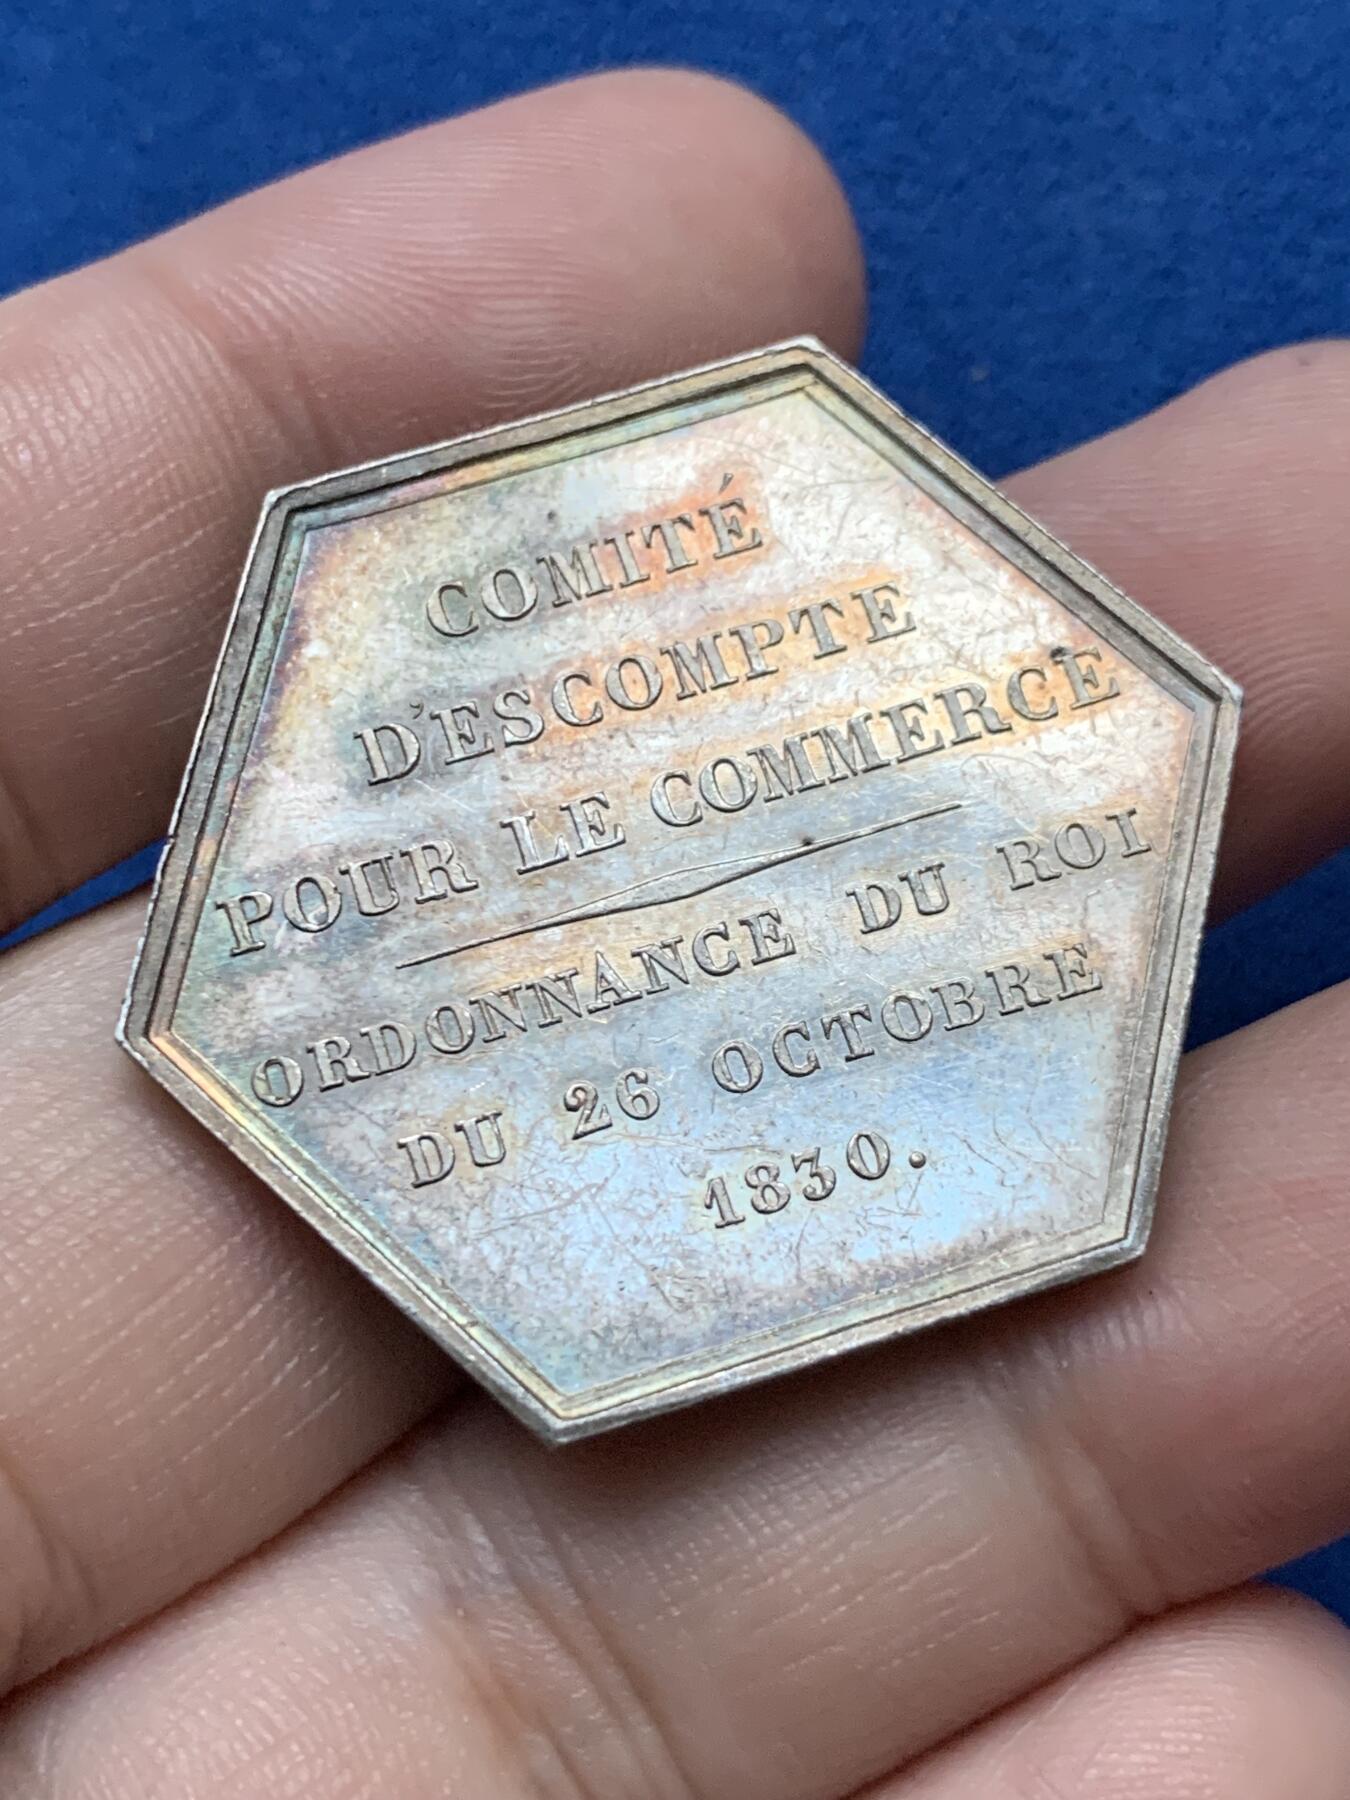 COMITÉ
D'ESCOMPTE
POUR LE COMMERCE
ORDONNANCE DU ROI
DU 26 OCTOBRE
1830.